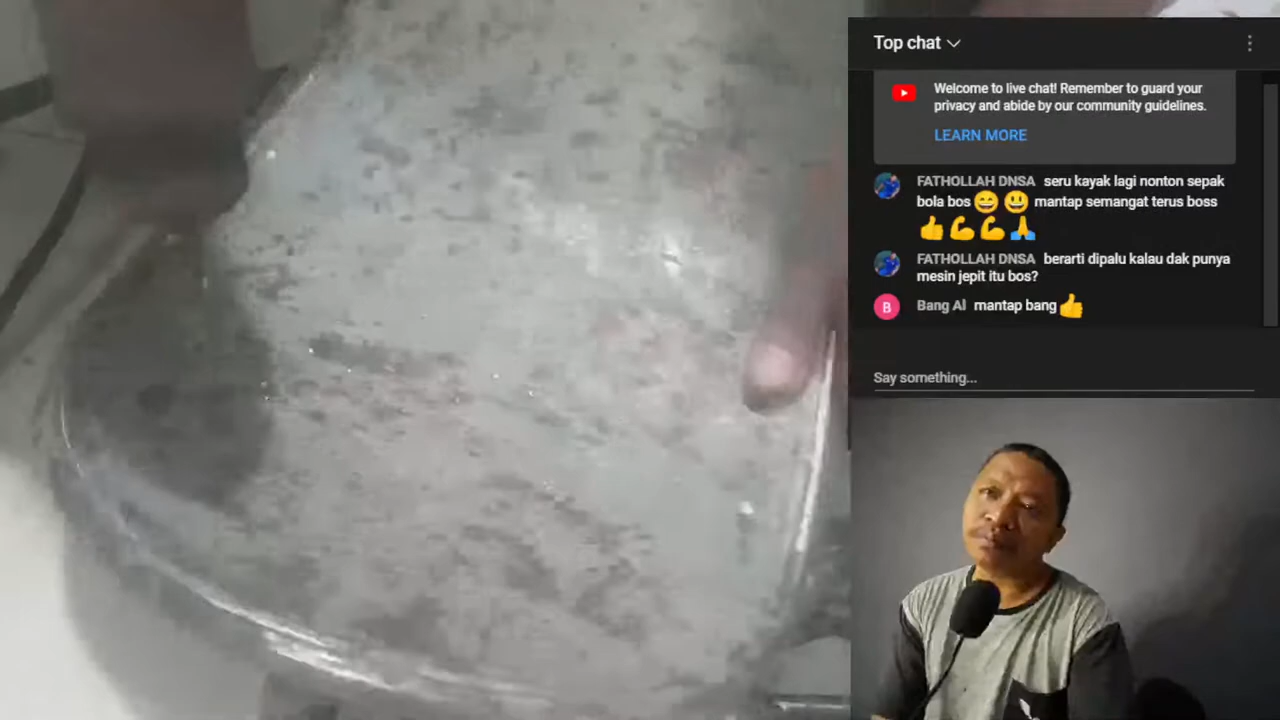 Top chat
Welcome to live chat! Remember to guard your
privacy and abide by our community guidelines.
LEARN MORE
FATHOLLAH DNSA seru kayak lagi nonton sepak
bola bos 😄 😃 mantap semangat terus boss
👍💪💪🙏
FATHOLLAH DNSA berarti dipalu kalau dak punya
mesin jepit itu bos?
B Bang Al mantap bang👍
Say something...